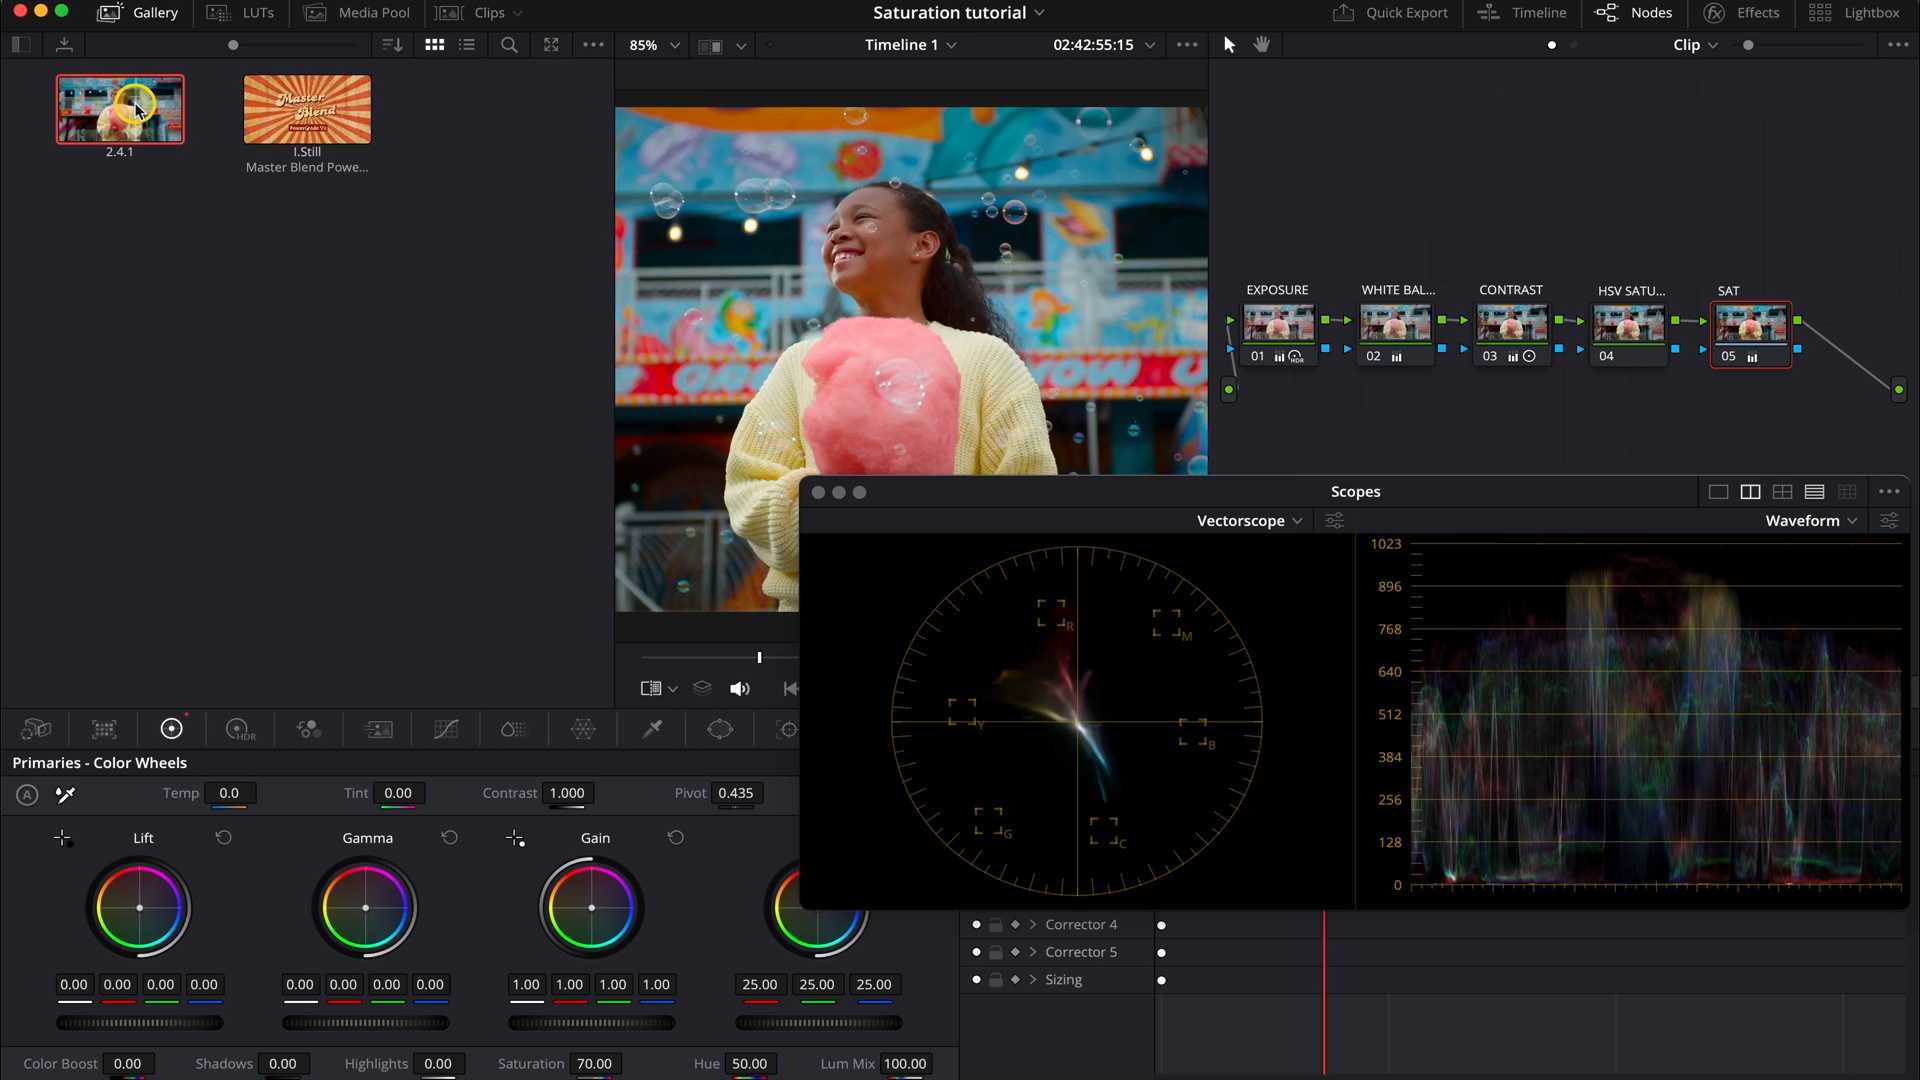 Gallery LUTs Media Pool Clips Saturation tutorial Quick Export Timeline Nodes Effects Lightbox
85% Timeline 1 02:42:55:15 Clip
Master
Blend
PowerGrade V2
2.4.1
I.Still
Master Blend Powe...
EXPOSURE WHITE BAL... CONTRAST HSV SATU... SAT
01 HDR 02 03 04 05
Scopes
Vectorscope Waveform
R
M
Y
B
G
C
1023
896
768
640
512
384
256
128
0
HDR
Primaries - Color Wheels
A Temp 0.0 Tint 0.00 Contrast 1.000 Pivot 0.435
Lift Gamma Gain
0.00 0.00 0.00 0.00 0.00 0.00 0.00 0.00 1.00 1.00 1.00 1.00 25.00 25.00 25.00
Color Boost 0.00 Shadows 0.00 Highlights 0.00 Saturation 70.00 Hue 50.00 Lum Mix 100.00
Corrector 4
Corrector 5
Sizing